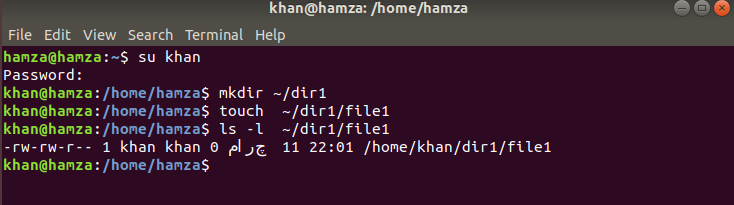 khan@hamza: /home/hamza
File Edit View Search Terminal Help
hamza@hamza:~$ su khan
Password:
khan@hamza:/home/hamza$ mkdir ~/dir1
khan@hamza:/home/hamza$ touch  ~/dir1/file1
khan@hamza:/home/hamza$ ls -l  ~/dir1/file1
-rw-rw-r-- 1 khan khan 0 چرام  11 22:01 /home/khan/dir1/file1
khan@hamza:/home/hamza$